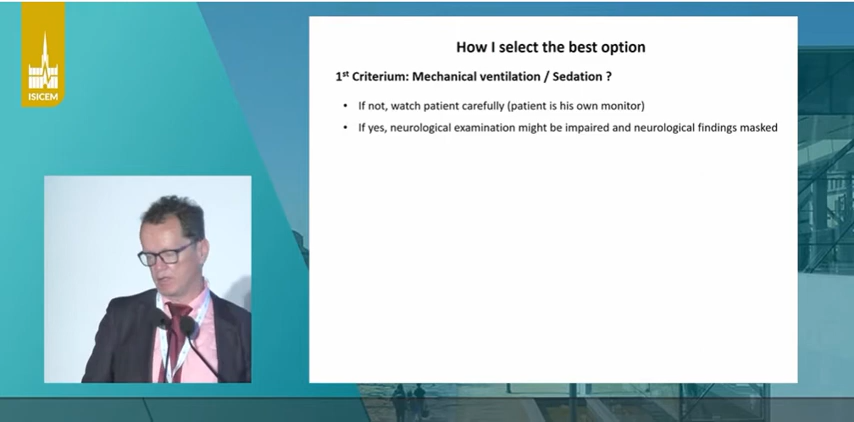 ISICEM
How I select the best option
1st Criterium: Mechanical ventilation / Sedation ?
• If not, watch patient carefully (patient is his own monitor)
• If yes, neurological examination might be impaired and neurological findings masked